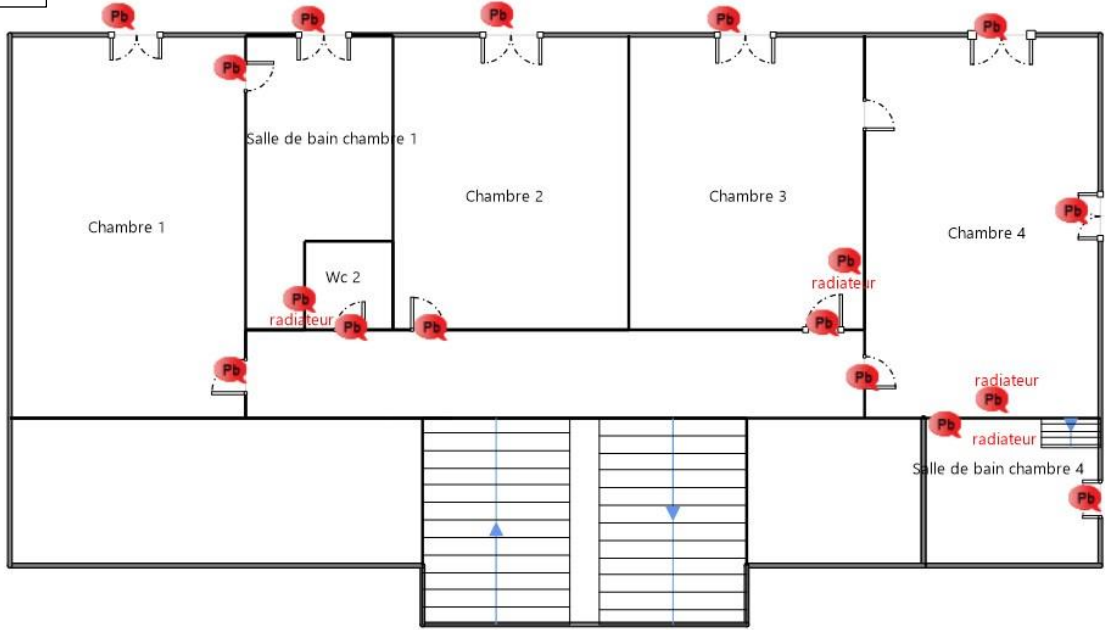 Pb
Pb
Pb
Pb
Pb
Pb
Salle de bain chambre 1
Chambre 2
Chambre 3
Pb
Chambre 1
Chambre 4
Pb
Wc 2
radiateur
Pb
radiateur
Pb
Pb
Pb
Pb
Pb
radiateur
Pb
Pb
radiateur
Salle de bain chambre 4
Pb